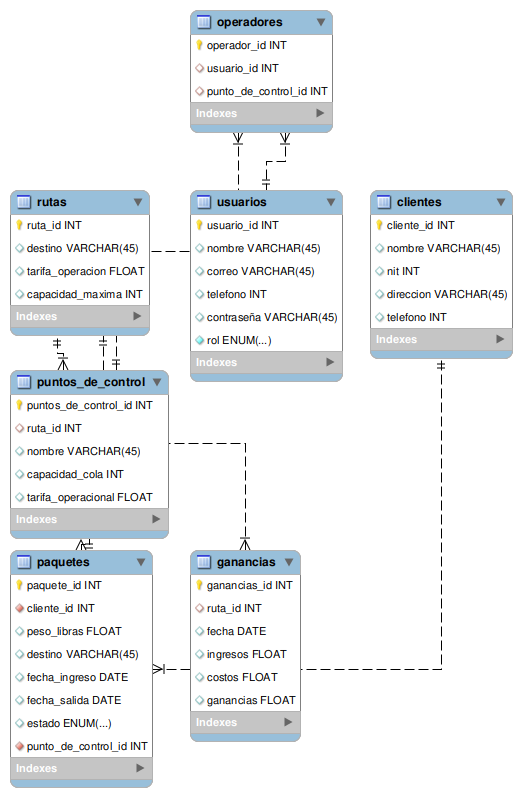 operadores
operador_id INT
usuario_id INT
punto_de_control_id INT
Indexes
rutas
ruta_id INT
destino VARCHAR(45)
tarifa_operacion FLOAT
capacidad_maxima INT
Indexes
usuarios
usuario_id INT
nombre VARCHAR(45)
correo VARCHAR(45)
telefono INT
contraseña VARCHAR(45)
rol ENUM(...)
Indexes
clientes
cliente_id INT
nombre VARCHAR(45)
nit INT
direccion VARCHAR(45)
telefono INT
Indexes
puntos_de_control
puntos_de_control_id INT
ruta_id INT
nombre VARCHAR(45)
capacidad_cola INT
tarifa_operacional FLOAT
Indexes
paquetes
paquete_id INT
cliente_id INT
peso_libras FLOAT
destino VARCHAR(45)
fecha_ingreso DATE
fecha_salida DATE
estado ENUM(...)
punto_de_control_id INT
Indexes
ganancias
ganancias_id INT
ruta_id INT
fecha DATE
ingresos FLOAT
costos FLOAT
ganancias FLOAT
Indexes